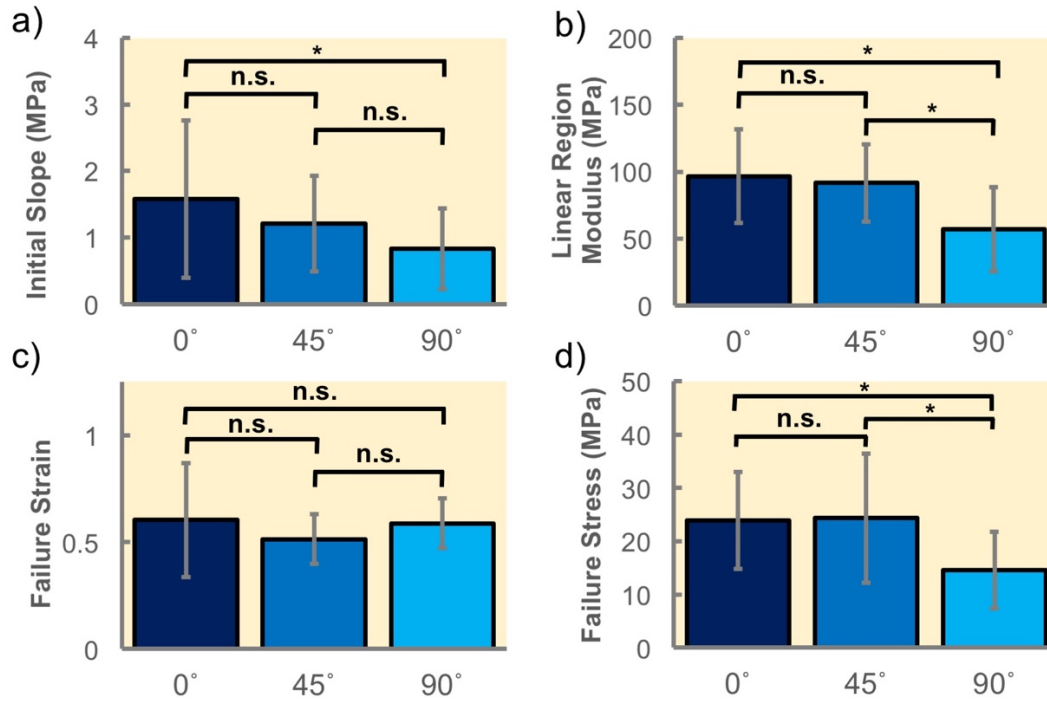 a)
Initial Slope (MPa)
4
3
2
1
0
*
n.s.
n.s.
0°
45°
90°
b)
Linear Region
Modulus (MPa)
200
150
100
50
0
*
n.s.
*
0°
45°
90°
c)
Failure Strain
1
0.5
0
n.s.
n.s.
n.s.
0°
45°
90°
d)
Failure Stress (MPa)
50
40
30
20
10
0
*
n.s.
*
0°
45°
90°